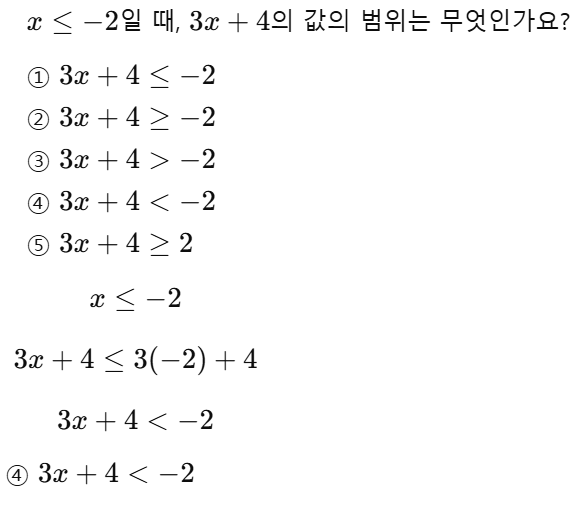 x ≤ −2일 때, 3x + 4의 값의 범위는 무엇인가요?
① 3x + 4 ≤ −2
② 3x + 4 ≥ −2
③ 3x + 4 > −2
④ 3x + 4 < −2
⑤ 3x + 4 ≥ 2
x ≤ −2
3x + 4 ≤ 3(−2) + 4
3x + 4 < −2
④ 3x + 4 < −2